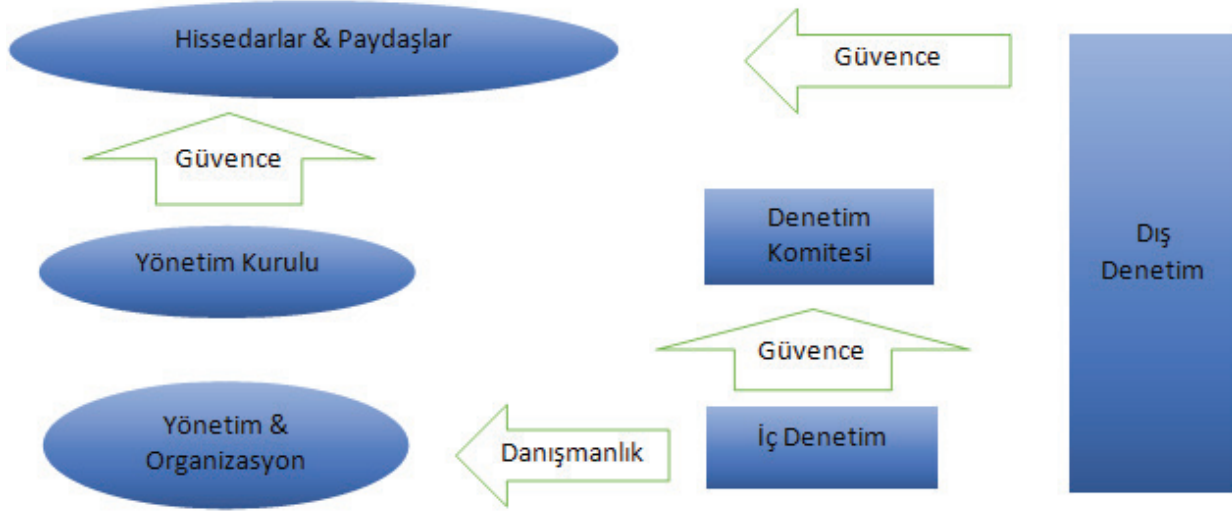 Hissedarlar & Paydaşlar
Güvence
Güvence
Denetim
Komitesi
Dış
Denetim
Yönetim Kurulu
Güvence
Yönetim &
Organizasyon
Danışmanlık
İç Denetim